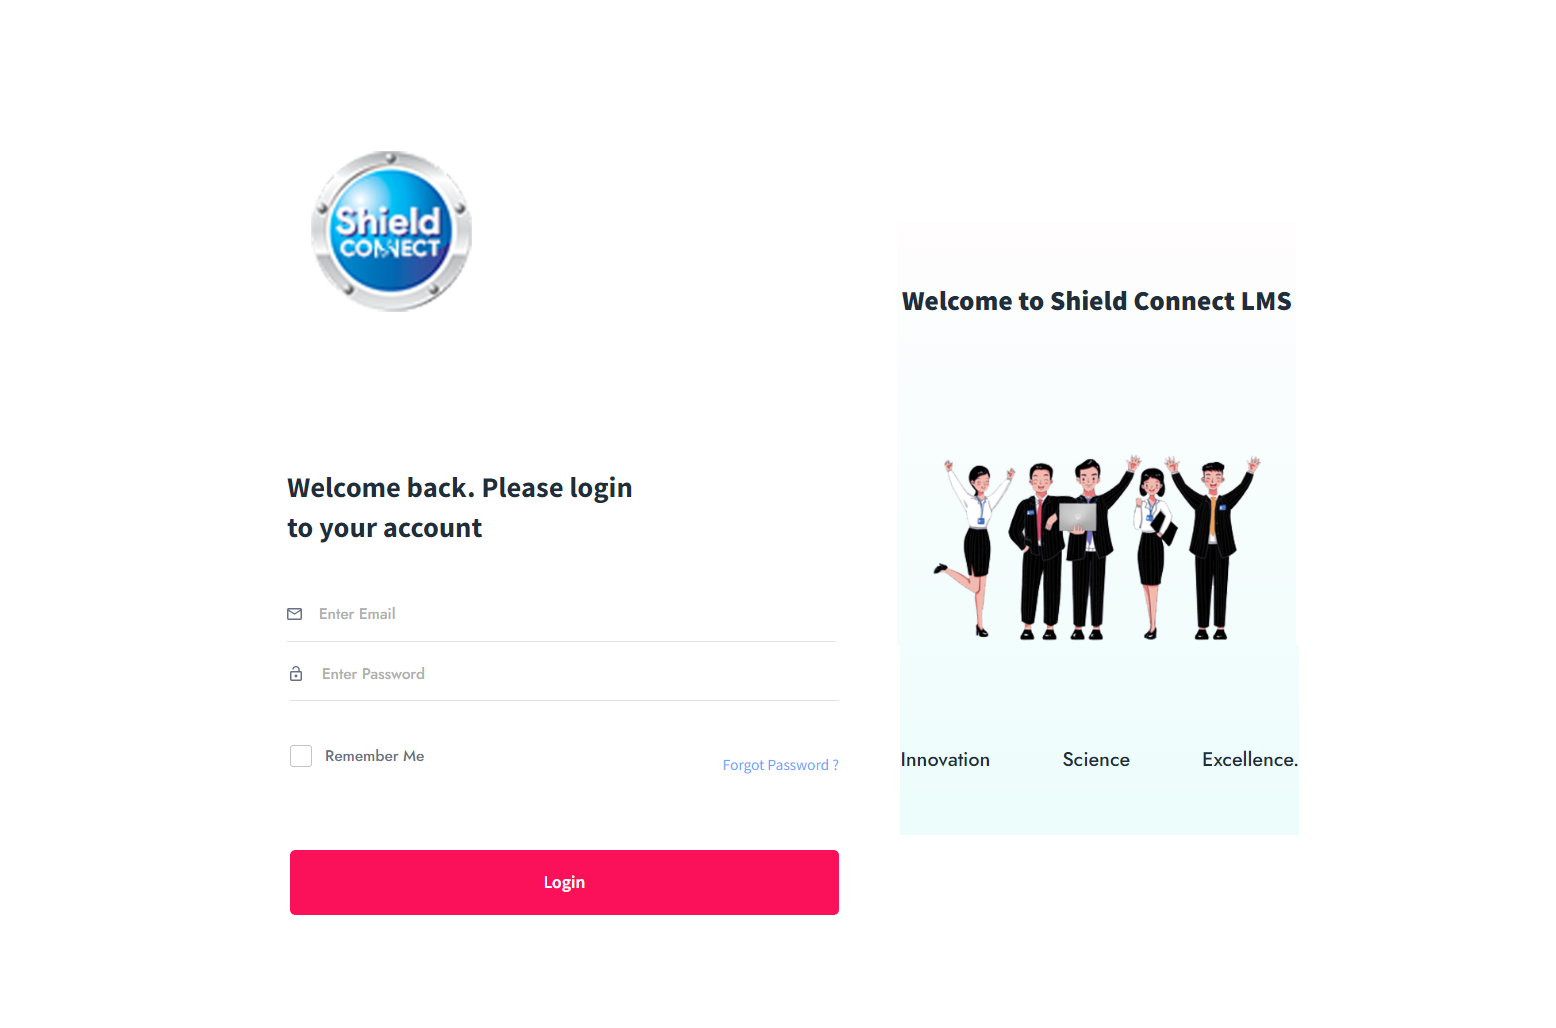 Shield
CONNECT
Welcome back. Please login
to your account
Enter Email
Enter Password
Remember Me
Forgot Password ?
Login
Welcome to Shield Connect LMS
Innovation Science Excellence.